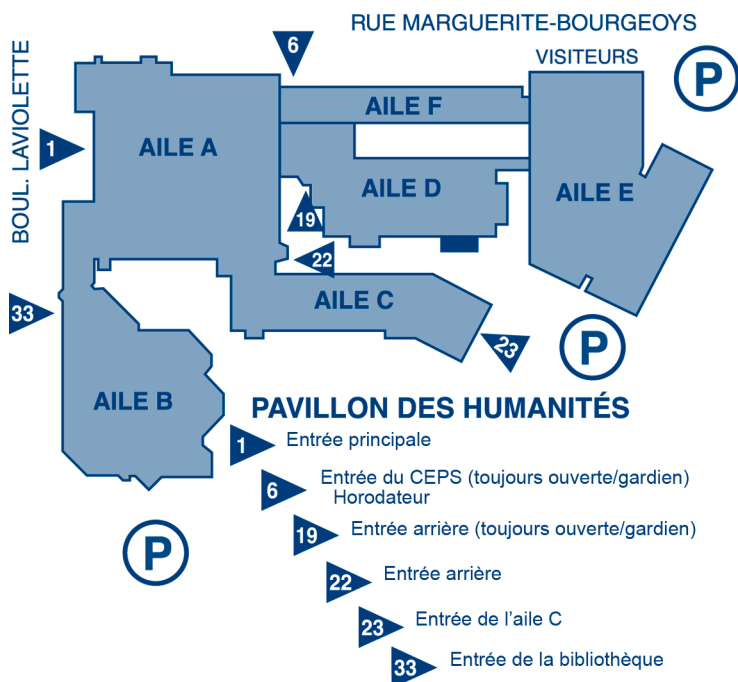 RUE MARGUERITE-BOURGEOYS
6
VISITEURS
P
BOUL. LAVIOLETTE
AILE F
1
AILE A
AILE D
AILE E
19
22
AILE C
33
23
P
AILE B
PAVILLON DES HUMANITÉS
1 Entrée principale
6 Entrée du CEPS (toujours ouverte/gardien)
Horodateur
19 Entrée arrière (toujours ouverte/gardien)
P
22 Entrée arrière
23 Entrée de l'aile C
33 Entrée de la bibliothèque